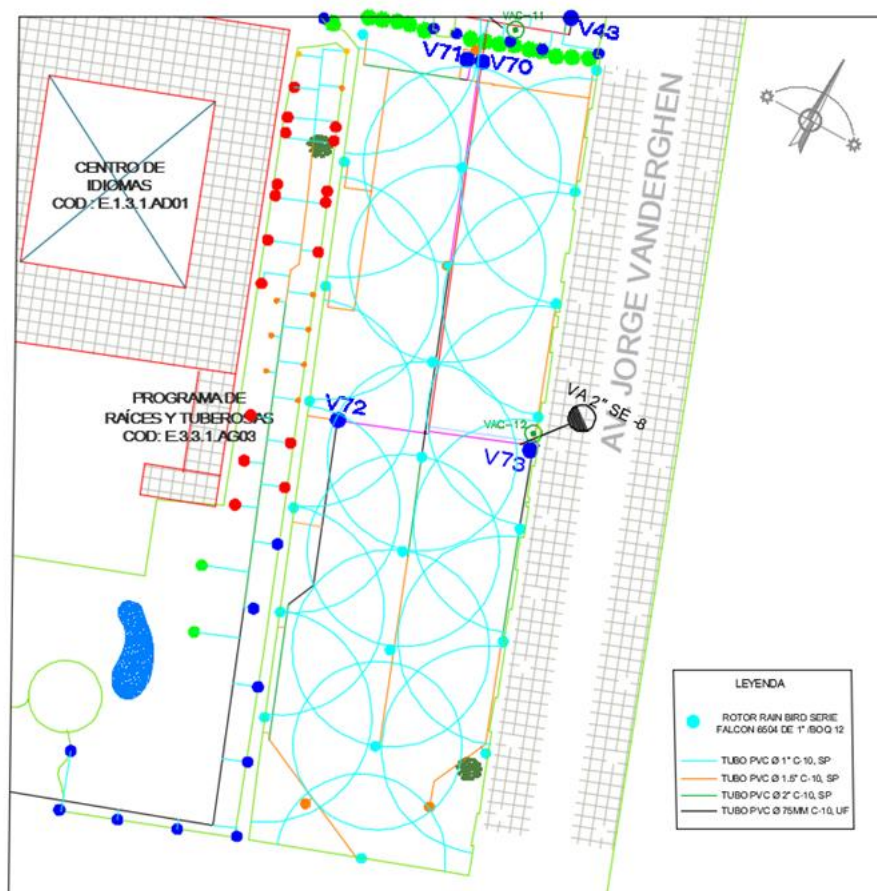 VAC-11
V43
V71
V70
CENTRO DE
IDIOMAS
COD : E.1.3.1.AD01
AV. JORGE VANDERGHEN
PROGRAMA DE
RAÍCES Y TUBEROSAS
COD: E.3.3.1.AG03
V72
VAC-12
V73
VA 2" SE -8
LEYENDA
ROTOR RAIN BIRD SERIE
FALCON 6504 DE 1" /BOQ 12
TUBO PVC Ø 1" C-10, SP
TUBO PVC Ø 1.5" C-10, SP
TUBO PVC Ø 2" C-10, SP
TUBO PVC Ø 75MM C-10, UF